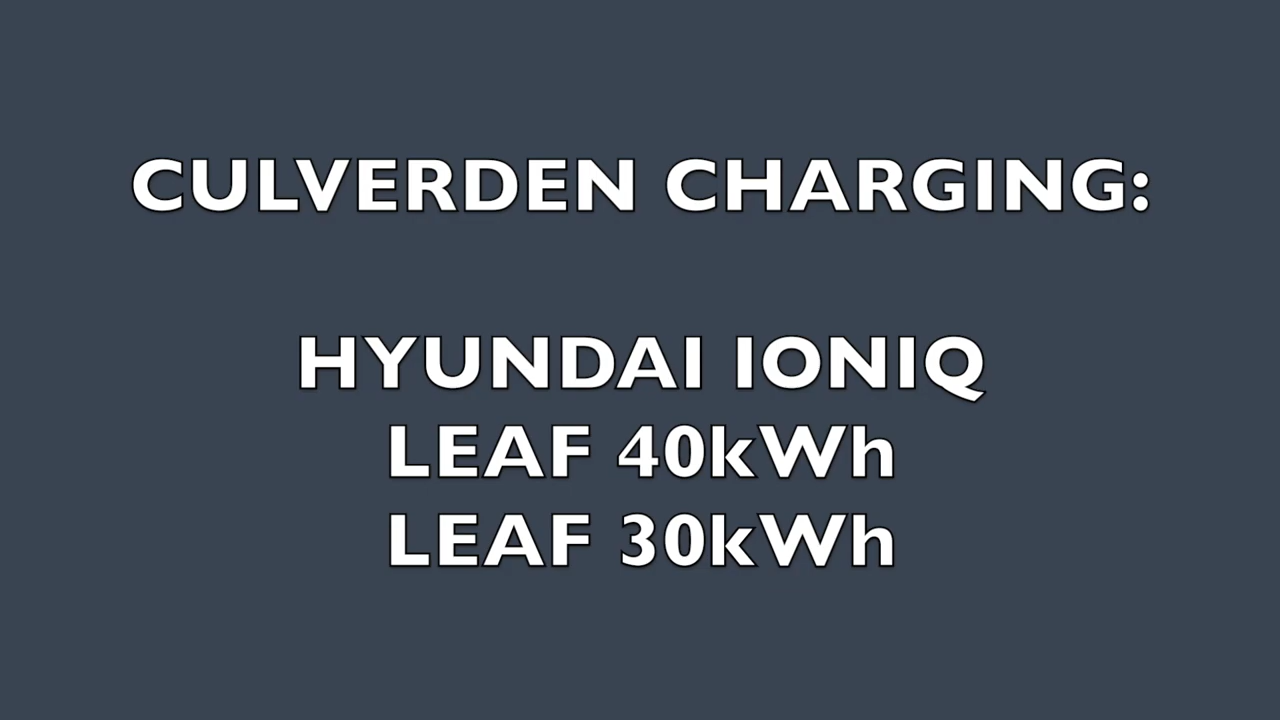 CULVERDEN CHARGING:
HYUNDAI IONIQ
LEAF 40kWh
LEAF 30kWh